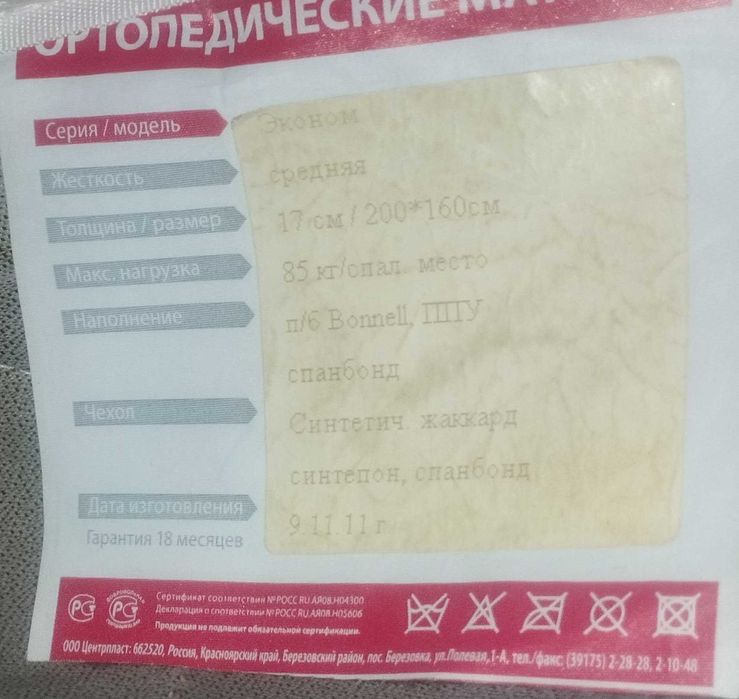 ОРТОПЕДИЧЕСКИЕ
Серия / модель Эконом
Жесткость средняя
Толщина / размер 17 см / 200*160см
Макс. нагрузка 85 кг/спал. место
Наполнение п/б Bonnell, ППУ
спанбонд
Чехол Синтетич. жаккард
синтепон, спанбонд
Дата изготовления 9.11.11 г
Гарантия 18 месяцев
Сертификат соответствия №РОСС RU.АЯ08.Н04300
Декларация о соответствии №РОСС RU.АЯ08.Н05606
Продукция не подлежит обязательной сертификации.
ООО Центрпласт: 662520, Россия, Красноярский край, Березовский район, пос. Березовка, ул.Полевая,1-А, тел./факс: (39175) 2-28-28, 2-10-48